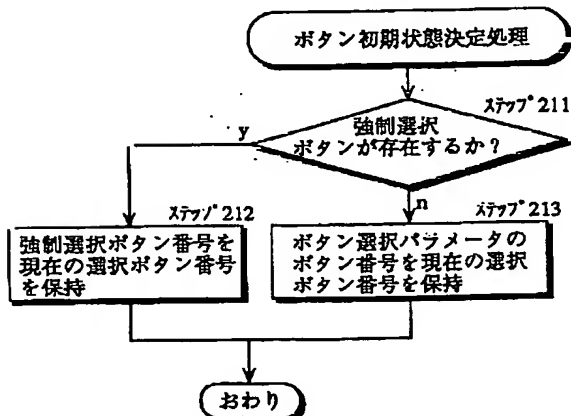 ボタン初期状態決定処理
ステップ211
強制選択
ボタンが存在するか?
y
n
ステップ212
強制選択ボタン番号を
現在の選択ボタン番号
を保持
ステップ213
ボタン選択パラメータの
ボタン番号を現在の選択
ボタン番号を保持
おわり